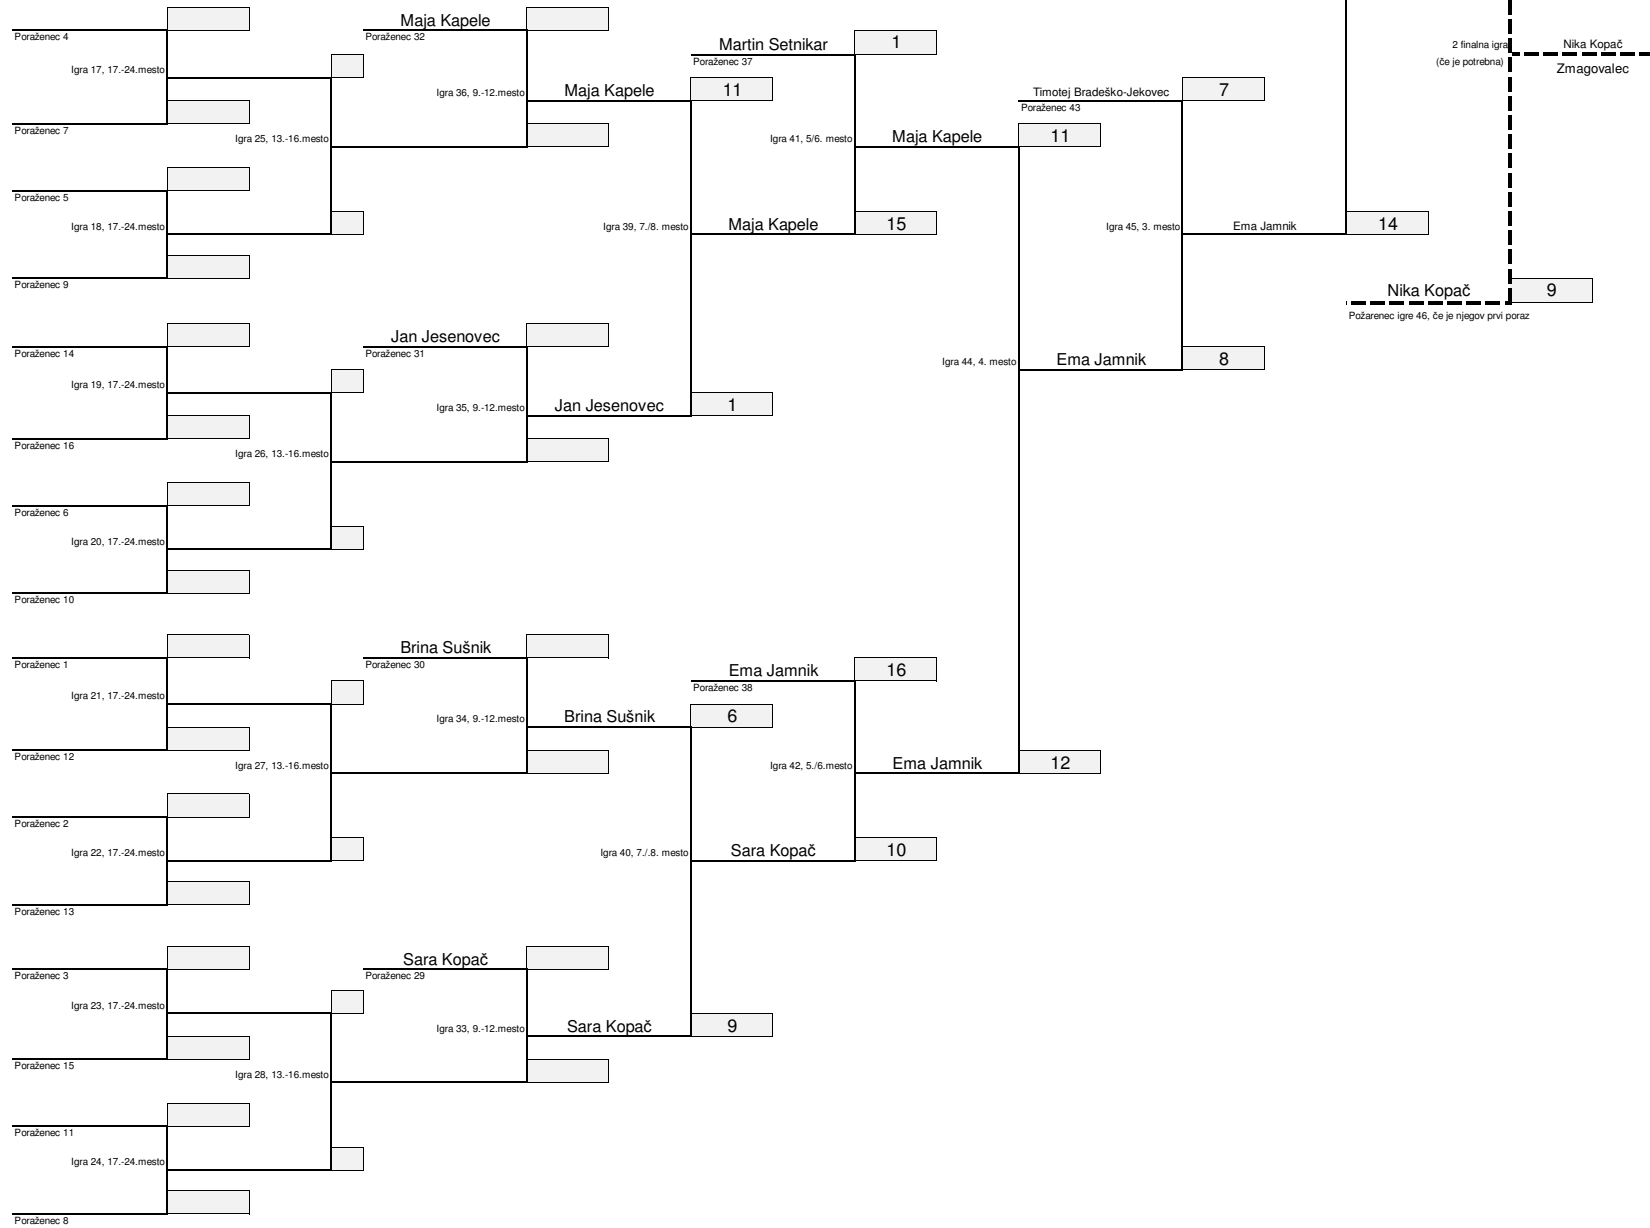 Maja Kapele
Poraženec 4
Poraženec 32
Martin Setnikar
1
2 finalna igra
Nika Kopač
Igra 17, 17.-24.mesto
Poraženec 37
(če je potrebna)
Zmagovalec
Igra 36, 9.-12.mesto
Maja Kapele
11
Timotej Bradeško-Jekovec
7
Poraženec 43
Poraženec 7
Igra 25, 13.-16.mesto
Igra 41, 5/6. mesto
Maja Kapele
11
Poraženec 5
Igra 18, 17.-24.mesto
Igra 39, 7./8. mesto
Maja Kapele
15
Igra 45, 3. mesto
Ema Jamnik
14
Poraženec 9
Nika Kopač
9
Požarenec igre 46, če je njegov prvi poraz
Jan Jesenovec
Poraženec 14
Poraženec 31
Igra 44, 4. mesto
Ema Jamnik
8
Igra 19, 17.-24.mesto
Igra 35, 9.-12.mesto
Jan Jesenovec
1
Poraženec 16
Igra 26, 13.-16.mesto
Poraženec 6
Igra 20, 17.-24.mesto
Poraženec 10
Brina Sušnik
Poraženec 1
Poraženec 30
Ema Jamnik
16
Igra 21, 17.-24.mesto
Poraženec 38
Igra 34, 9.-12.mesto
Brina Sušnik
6
Poraženec 12
Igra 27, 13.-16.mesto
Igra 42, 5./6.mesto
Ema Jamnik
12
Poraženec 2
Igra 22, 17.-24.mesto
Igra 40, 7./.8. mesto
Sara Kopač
10
Poraženec 13
Sara Kopač
Poraženec 3
Poraženec 29
Igra 23, 17.-24.mesto
Igra 33, 9.-12.mesto
Sara Kopač
9
Poraženec 15
Igra 28, 13.-16.mesto
Poraženec 11
Igra 24, 17.-24.mesto
Poraženec 8